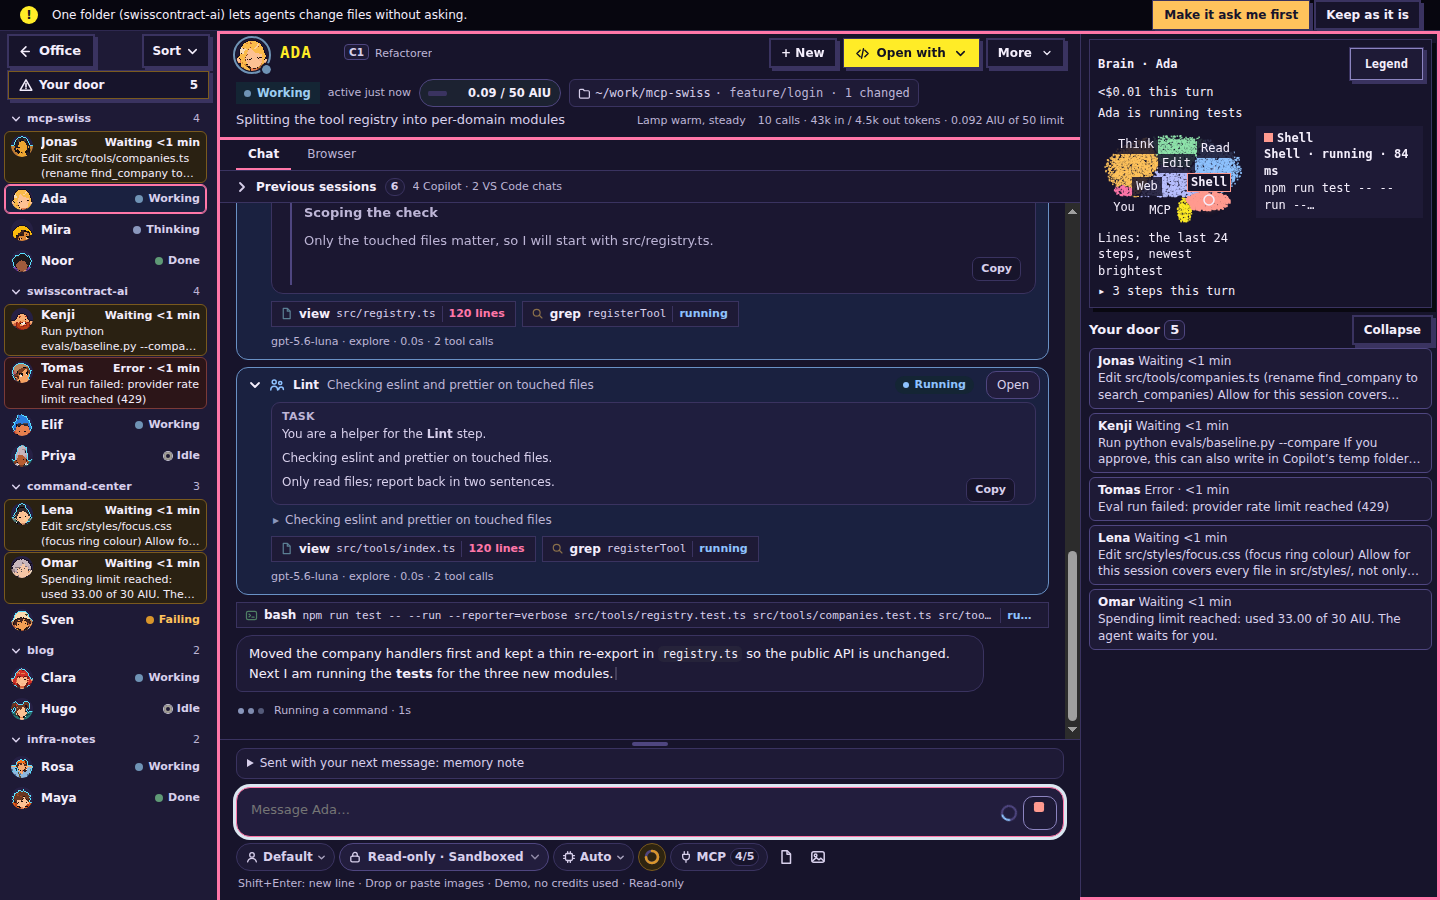 One folder (swisscontract-ai) lets agents change files without asking.
Make it ask me first
Keep as it is
Office
Sort
Your door 5
mcp-swiss 4
Jonas Waiting <1 min
Edit src/tools/companies.ts
(rename find_company to…
Ada Working
Mira Thinking
Noor Done
swisscontract-ai 4
Kenji Waiting <1 min
Run python
evals/baseline.py --compa…
Tomas Error · <1 min
Eval run failed: provider rate
limit reached (429)
Elif Working
Priya Idle
command-center 3
Lena Waiting <1 min
Edit src/styles/focus.css
(focus ring colour) Allow fo…
Omar Waiting <1 min
Spending limit reached:
used 33.00 of 30 AIU. The…
Sven Failing
blog 2
Clara Working
Hugo Idle
infra-notes 2
Rosa Working
Maya Done
ADA C1 Refactorer
+ New
Open with
More
Working active just now 0.09 / 50 AIU ~/work/mcp-swiss · feature/login · 1 changed
Splitting the tool registry into per-domain modules
Lamp warm, steady 10 calls · 43k in / 4.5k out tokens · 0.092 AIU of 50 limit
Chat Browser
Previous sessions 6 4 Copilot · 2 VS Code chats
Scoping the check
Only the touched files matter, so I will start with src/registry.ts.
Copy
view src/registry.ts 120 lines
grep registerTool running
gpt-5.6-luna · explore · 0.0s · 2 tool calls
Lint Checking eslint and prettier on touched files
Running
Open
TASK
You are a helper for the Lint step.
Checking eslint and prettier on touched files.
Only read files; report back in two sentences.
Copy
▸ Checking eslint and prettier on touched files
view src/tools/index.ts 120 lines
grep registerTool running
gpt-5.6-luna · explore · 0.0s · 2 tool calls
bash npm run test -- --run --reporter=verbose src/tools/registry.test.ts src/tools/companies.test.ts src/too… ru…
Moved the company handlers first and kept a thin re-export in registry.ts so the public API is unchanged.
Next I am running the tests for the three new modules.
Running a command · 1s
▶ Sent with your next message: memory note
Message Ada…
Default
Read-only · Sandboxed
Auto
MCP 4/5
Shift+Enter: new line · Drop or paste images · Demo, no credits used · Read-only
Brain · Ada
Legend
<$0.01 this turn
Ada is running tests
Think
Read
Edit
Web
Shell
You
MCP
Shell
Shell · running · 84
ms
npm run test -- --
run --…
Lines: the last 24
steps, newest
brightest
▸ 3 steps this turn
Your door 5
Collapse
Jonas Waiting <1 min
Edit src/tools/companies.ts (rename find_company to
search_companies) Allow for this session covers…
Kenji Waiting <1 min
Run python evals/baseline.py --compare If you
approve, this can also write in Copilot’s temp folder…
Tomas Error · <1 min
Eval run failed: provider rate limit reached (429)
Lena Waiting <1 min
Edit src/styles/focus.css (focus ring colour) Allow for
this session covers every file in src/styles/, not only…
Omar Waiting <1 min
Spending limit reached: used 33.00 of 30 AIU. The
agent waits for you.